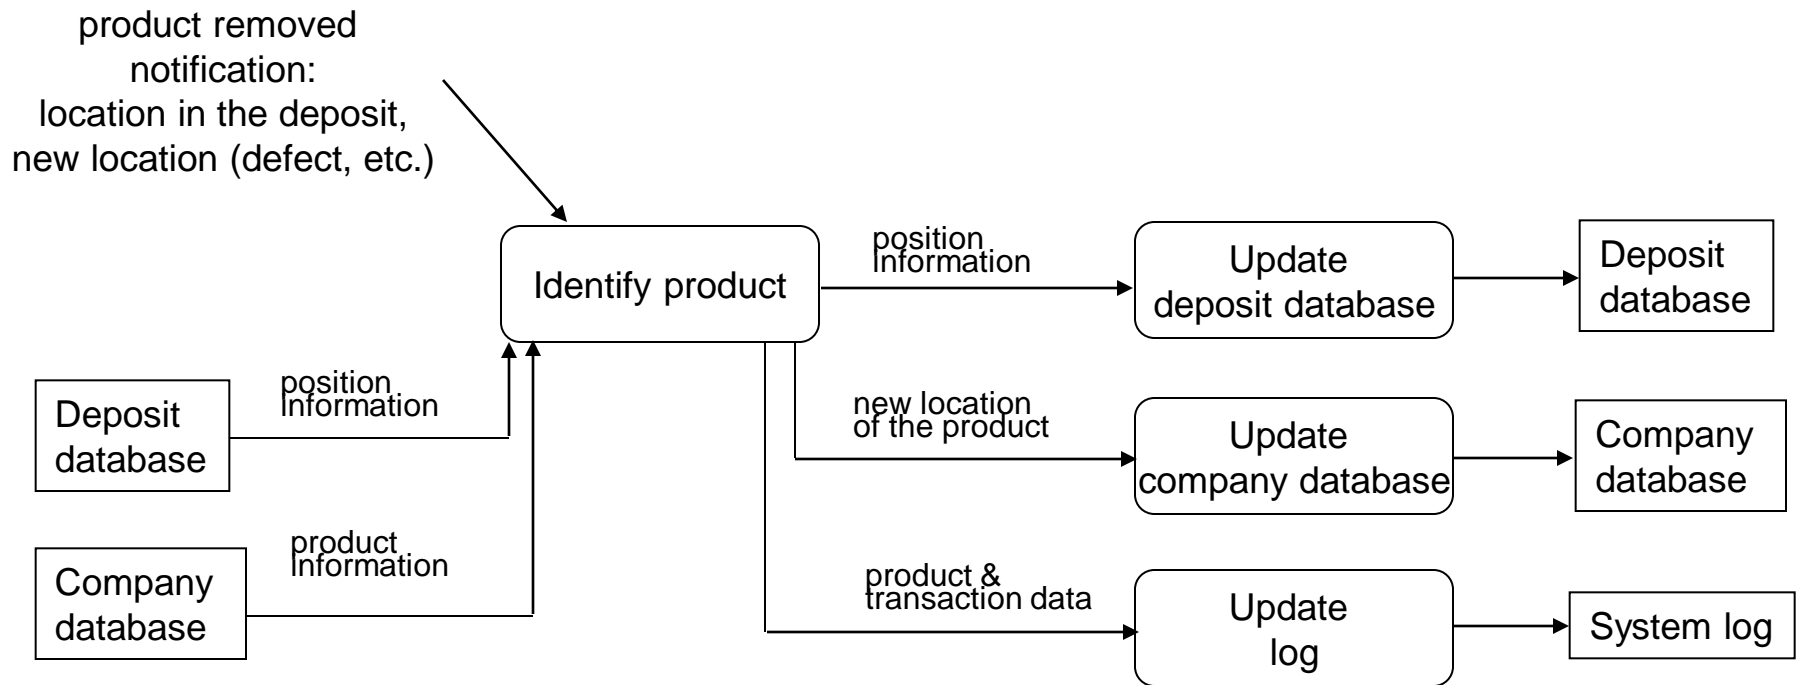 product removed
notification:
location in the deposit,
new location (defect, etc.)
Identify product
position
information
Update
deposit database
Deposit
database
Deposit
database
position
information
new location
of the product
Update
company database
Company
database
Company
database
product
information
product &
transaction data
Update
log
System log